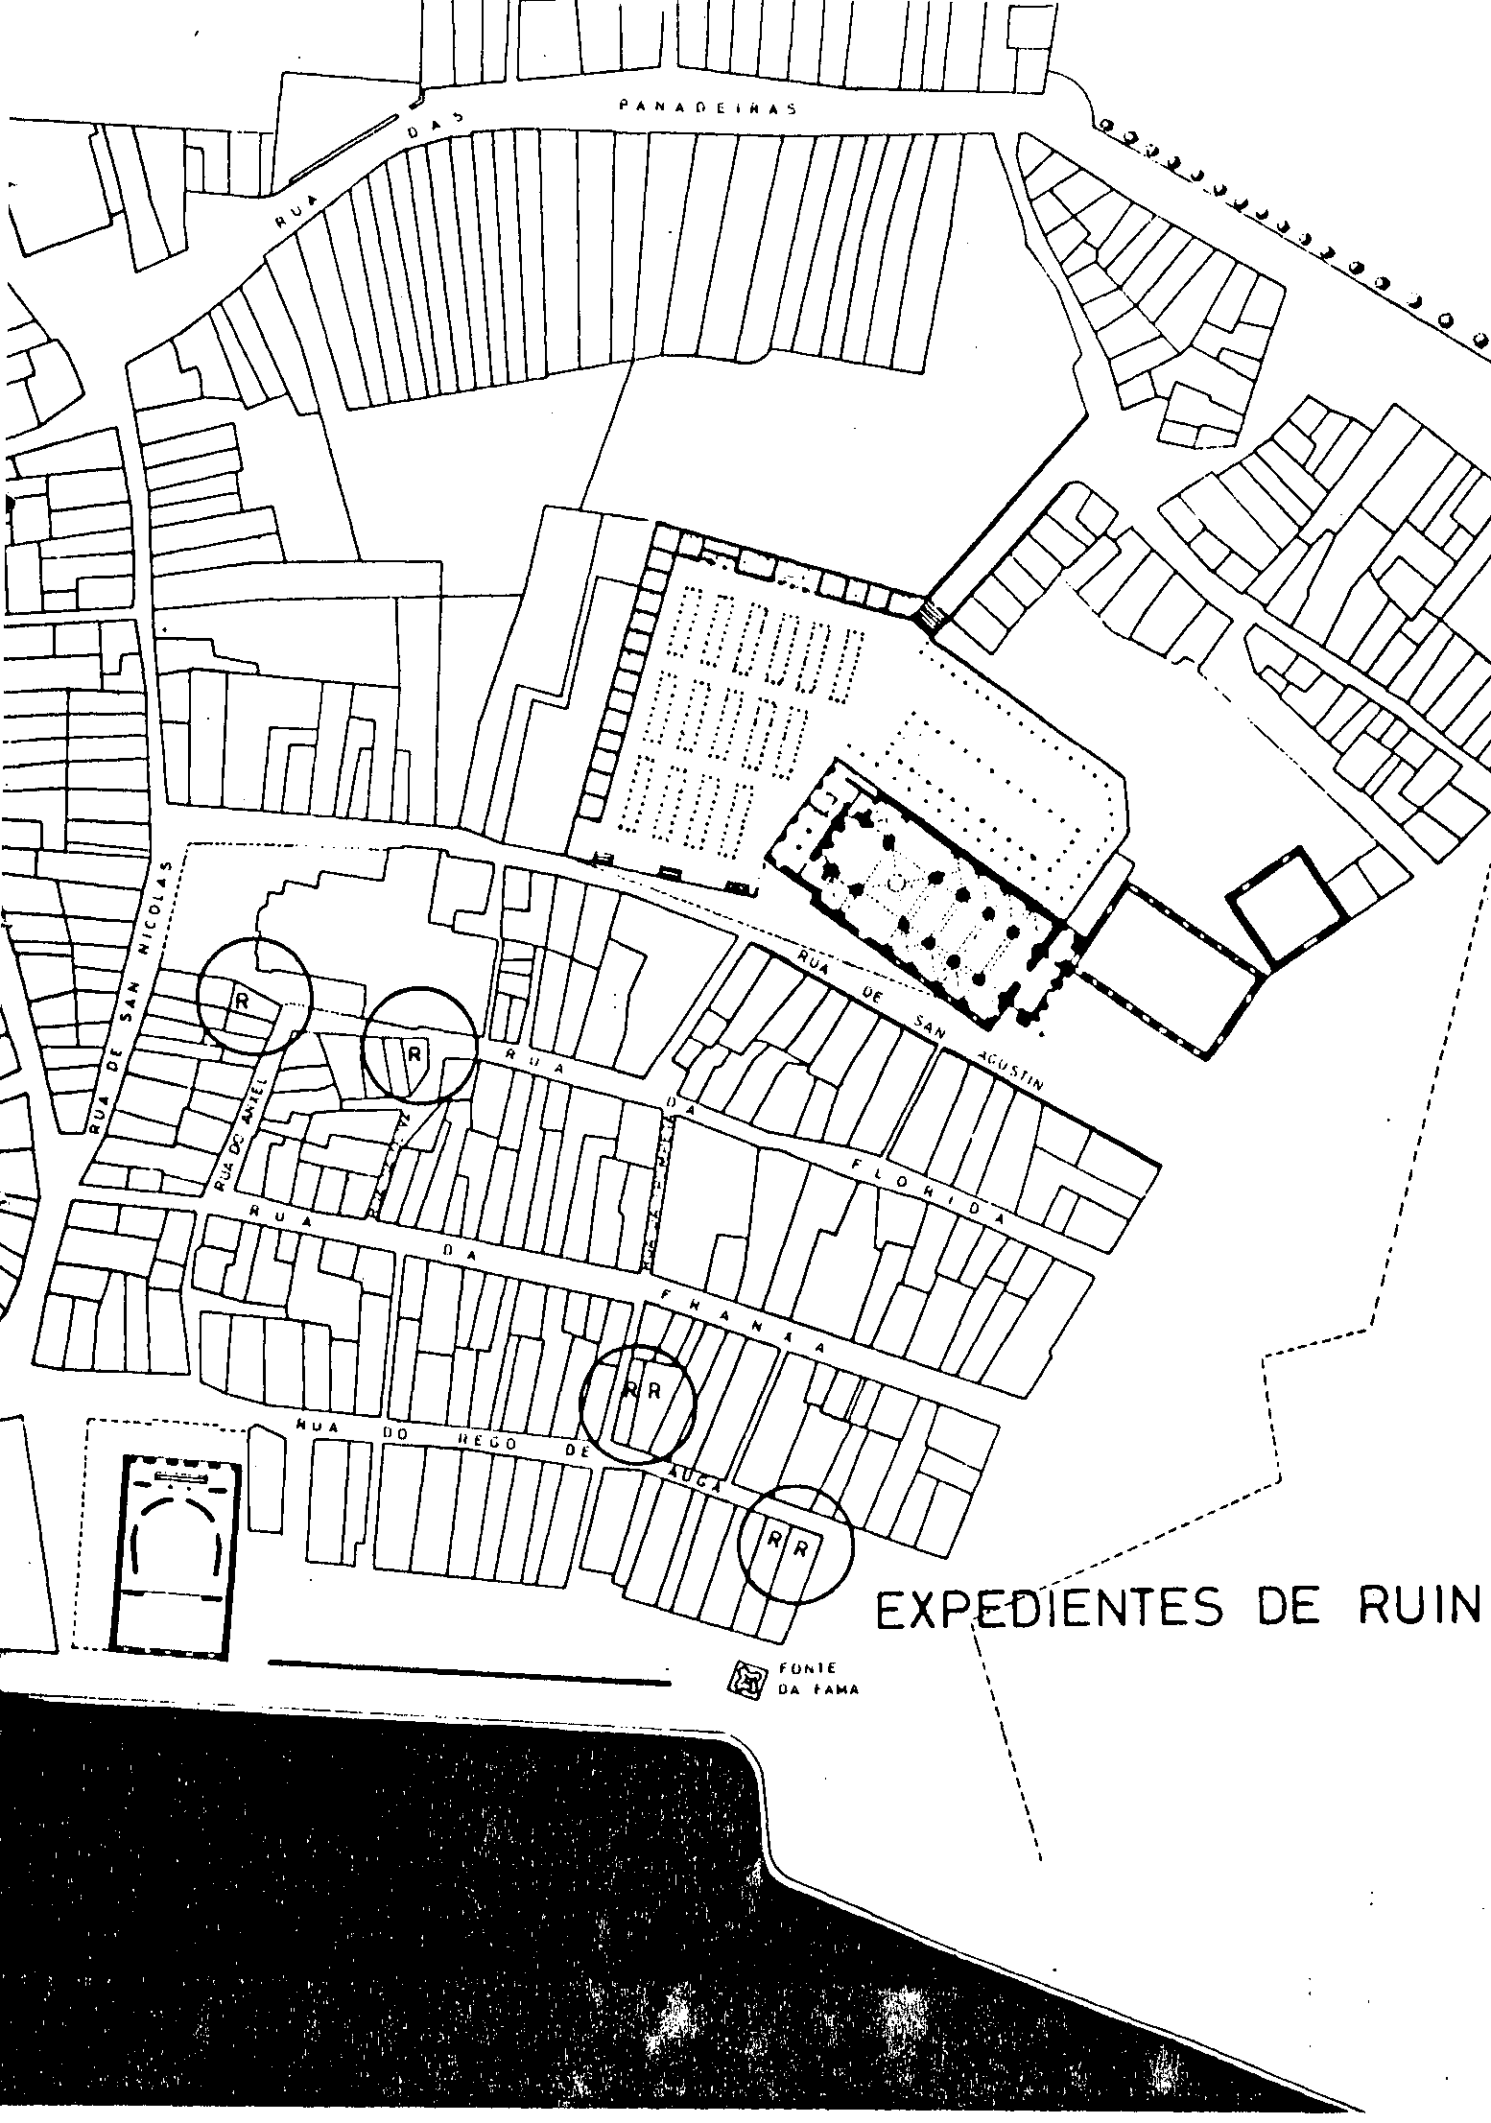 RUA DAS PANADEIRAS
RUA DE SAN NICOLAS
RUA DE SAN AGUSTIN
R
R
RUA DA FLORIDA
RUA DO ANXEL
RUA DA FRANXA
R R
RUA DO REGO DE AUGA
R R
EXPEDIENTES DE RUIN
FONTE
DA FAMA